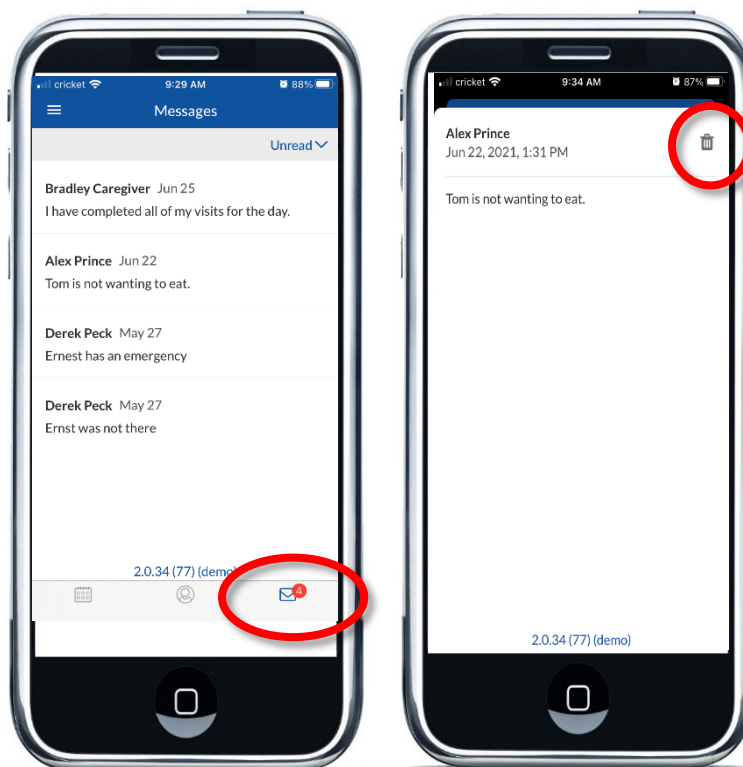 cricket 9:29 AM 88%
Messages
Unread
Bradley Caregiver Jun 25
I have completed all of my visits for the day.
Alex Prince Jun 22
Tom is not wanting to eat.
Derek Peck May 27
Ernest has an emergency
Derek Peck May 27
Ernst was not there
2.0.34 (77) (demo)
4
cricket 9:34 AM 87%
Alex Prince
Jun 22, 2021, 1:31 PM
Tom is not wanting to eat.
2.0.34 (77) (demo)